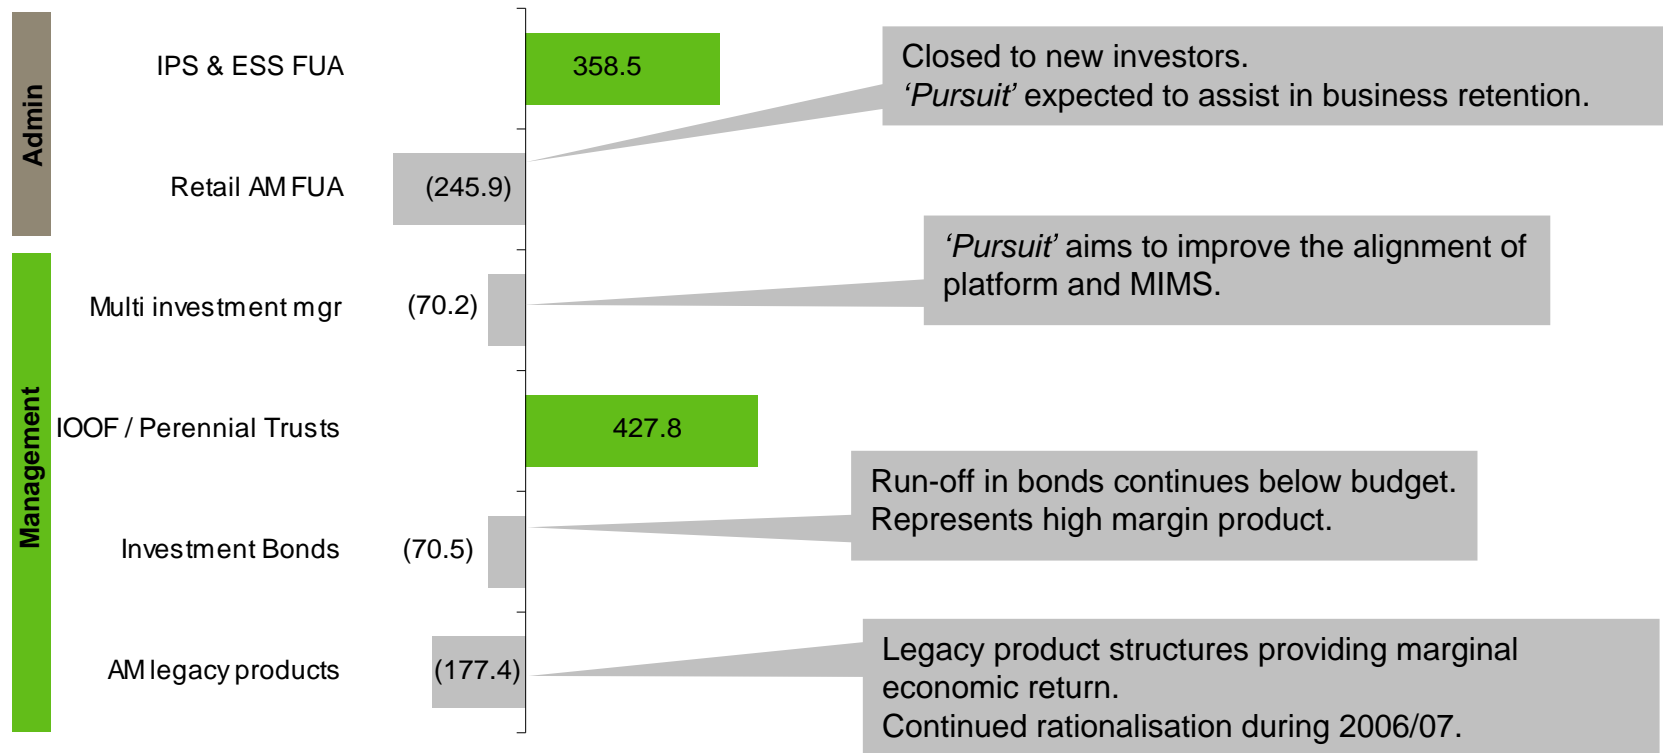 Admin
IPS & ESS FUA
358.5
Closed to new investors.
‘Pursuit’ expected to assist in business retention.
Retail AM FUA
(245.9)
Management
Multi investment mgr
(70.2)
‘Pursuit’ aims to improve the alignment of
platform and MIMS.
IOOF / Perennial Trusts
427.8
Investment Bonds
(70.5)
Run-off in bonds continues below budget.
Represents high margin product.
AM legacy products
(177.4)
Legacy product structures providing marginal
economic return.
Continued rationalisation during 2006/07.